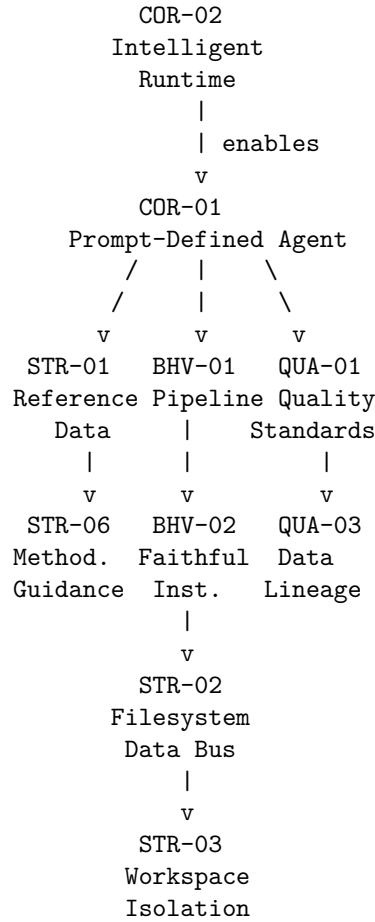 COR-02
Intelligent
Runtime
|
| enables
v
COR-01
Prompt-Defined Agent
/ | \
/ | \
v v v
STR-01 BHV-01 QUA-01
Reference Pipeline Quality
Data | Standards
| | |
v v v
STR-06 BHV-02 QUA-03
Method. Faithful Data
Guidance Inst. Lineage
|
v
STR-02
Filesystem
Data Bus
|
v
STR-03
Workspace
Isolation